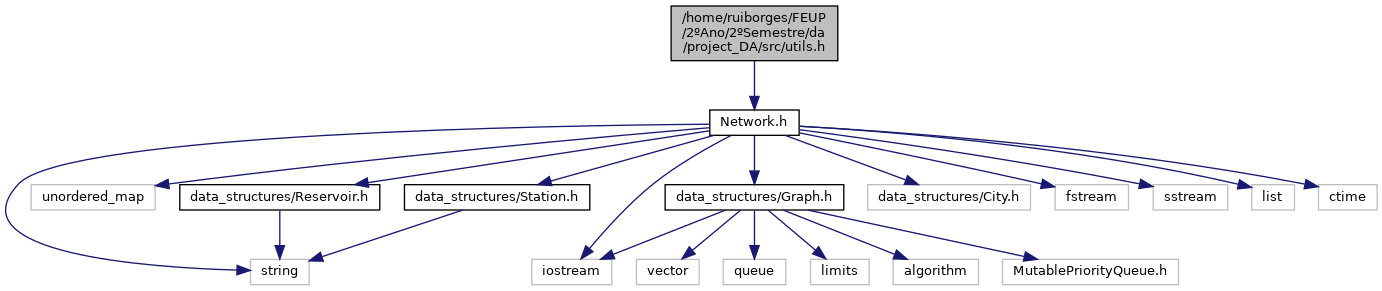 /home/ruiborges/FEUP
/2ºAno/2ºSemestre/da
/project_DA/src/utils.h
Network.h
unordered_map
data_structures/Reservoir.h
data_structures/Station.h
data_structures/Graph.h
data_structures/City.h
fstream
sstream
list
ctime
string
iostream
vector
queue
limits
algorithm
MutablePriorityQueue.h